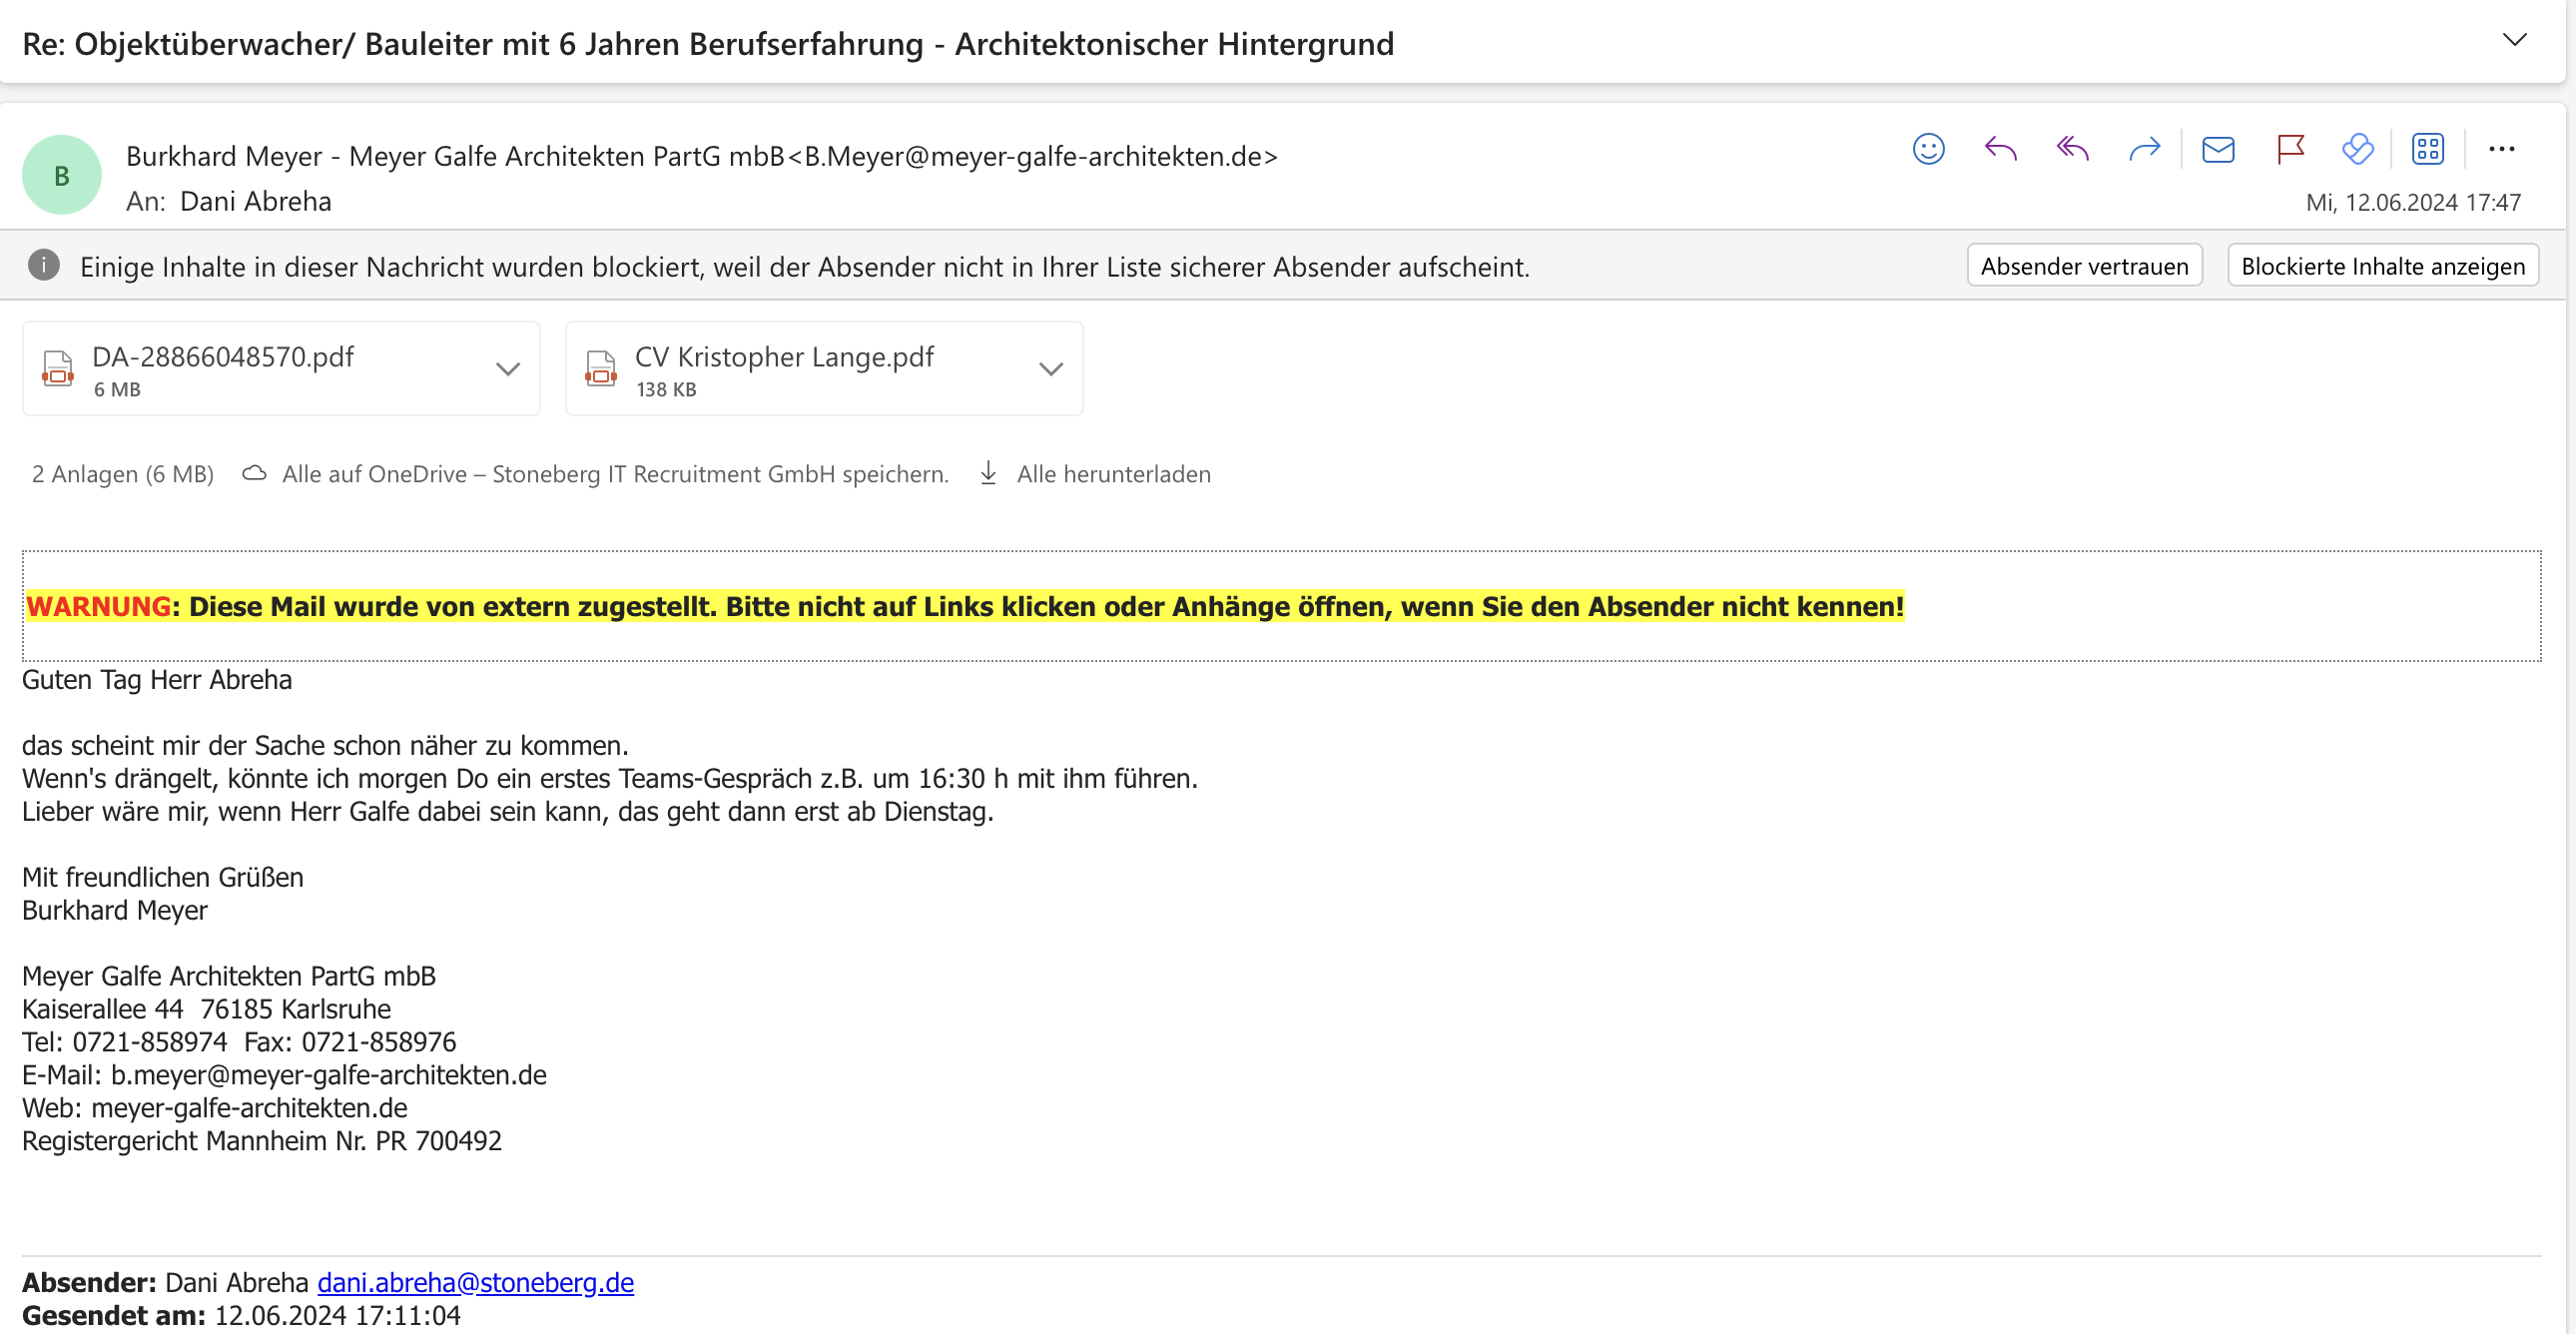 Re: Objektüberwacher/ Bauleiter mit 6 Jahren Berufserfahrung - Architektonischer Hintergrund
B
Burkhard Meyer - Meyer Galfe Architekten PartG mbB<B.Meyer@meyer-galfe-architekten.de>
An: Dani Abreha
Mi, 12.06.2024 17:47
Einige Inhalte in dieser Nachricht wurden blockiert, weil der Absender nicht in Ihrer Liste sicherer Absender aufscheint.
Absender vertrauen
Blockierte Inhalte anzeigen
DA-28866048570.pdf
6 MB
CV Kristopher Lange.pdf
138 KB
2 Anlagen (6 MB) Alle auf OneDrive – Stoneberg IT Recruitment GmbH speichern. Alle herunterladen
WARNUNG: Diese Mail wurde von extern zugestellt. Bitte nicht auf Links klicken oder Anhänge öffnen, wenn Sie den Absender nicht kennen!
Guten Tag Herr Abreha
das scheint mir der Sache schon näher zu kommen.
Wenn's drängelt, könnte ich morgen Do ein erstes Teams-Gespräch z.B. um 16:30 h mit ihm führen.
Lieber wäre mir, wenn Herr Galfe dabei sein kann, das geht dann erst ab Dienstag.
Mit freundlichen Grüßen
Burkhard Meyer
Meyer Galfe Architekten PartG mbB
Kaiserallee 44  76185 Karlsruhe
Tel: 0721-858974  Fax: 0721-858976
E-Mail: b.meyer@meyer-galfe-architekten.de
Web: meyer-galfe-architekten.de
Registergericht Mannheim Nr. PR 700492
Absender: Dani Abreha dani.abreha@stoneberg.de
Gesendet am: 12.06.2024 17:11:04